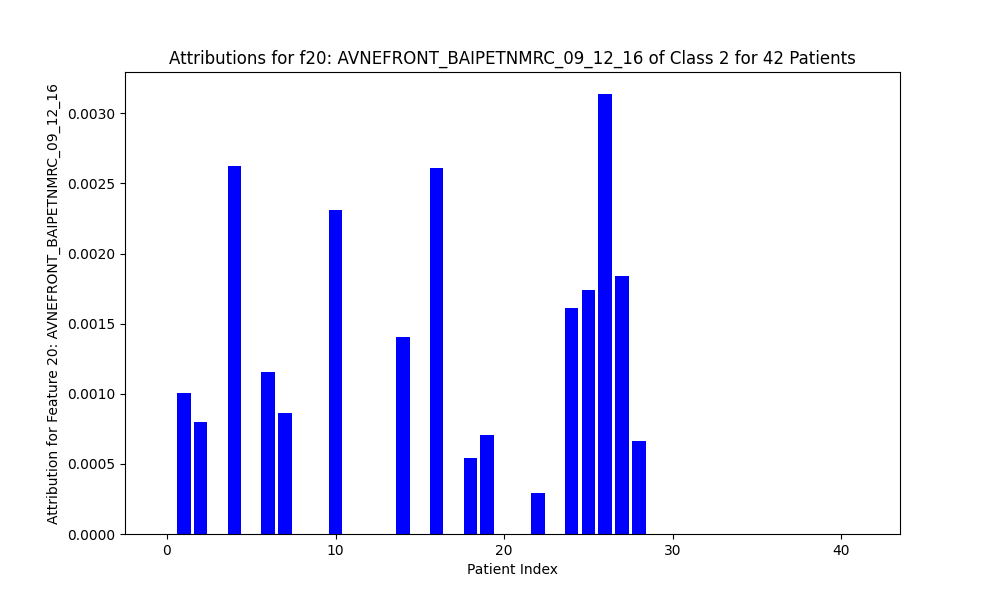 Attributions for f20: AVNEFRONT_BAIPETNMRC_09_12_16 of Class 2 for 42 Patients
Attribution for Feature 20: AVNEFRONT_BAIPETNMRC_09_12_16
0.0030
0.0025
0.0020
0.0015
0.0010
0.0005
0.0000
0 10 20 30 40
Patient Index